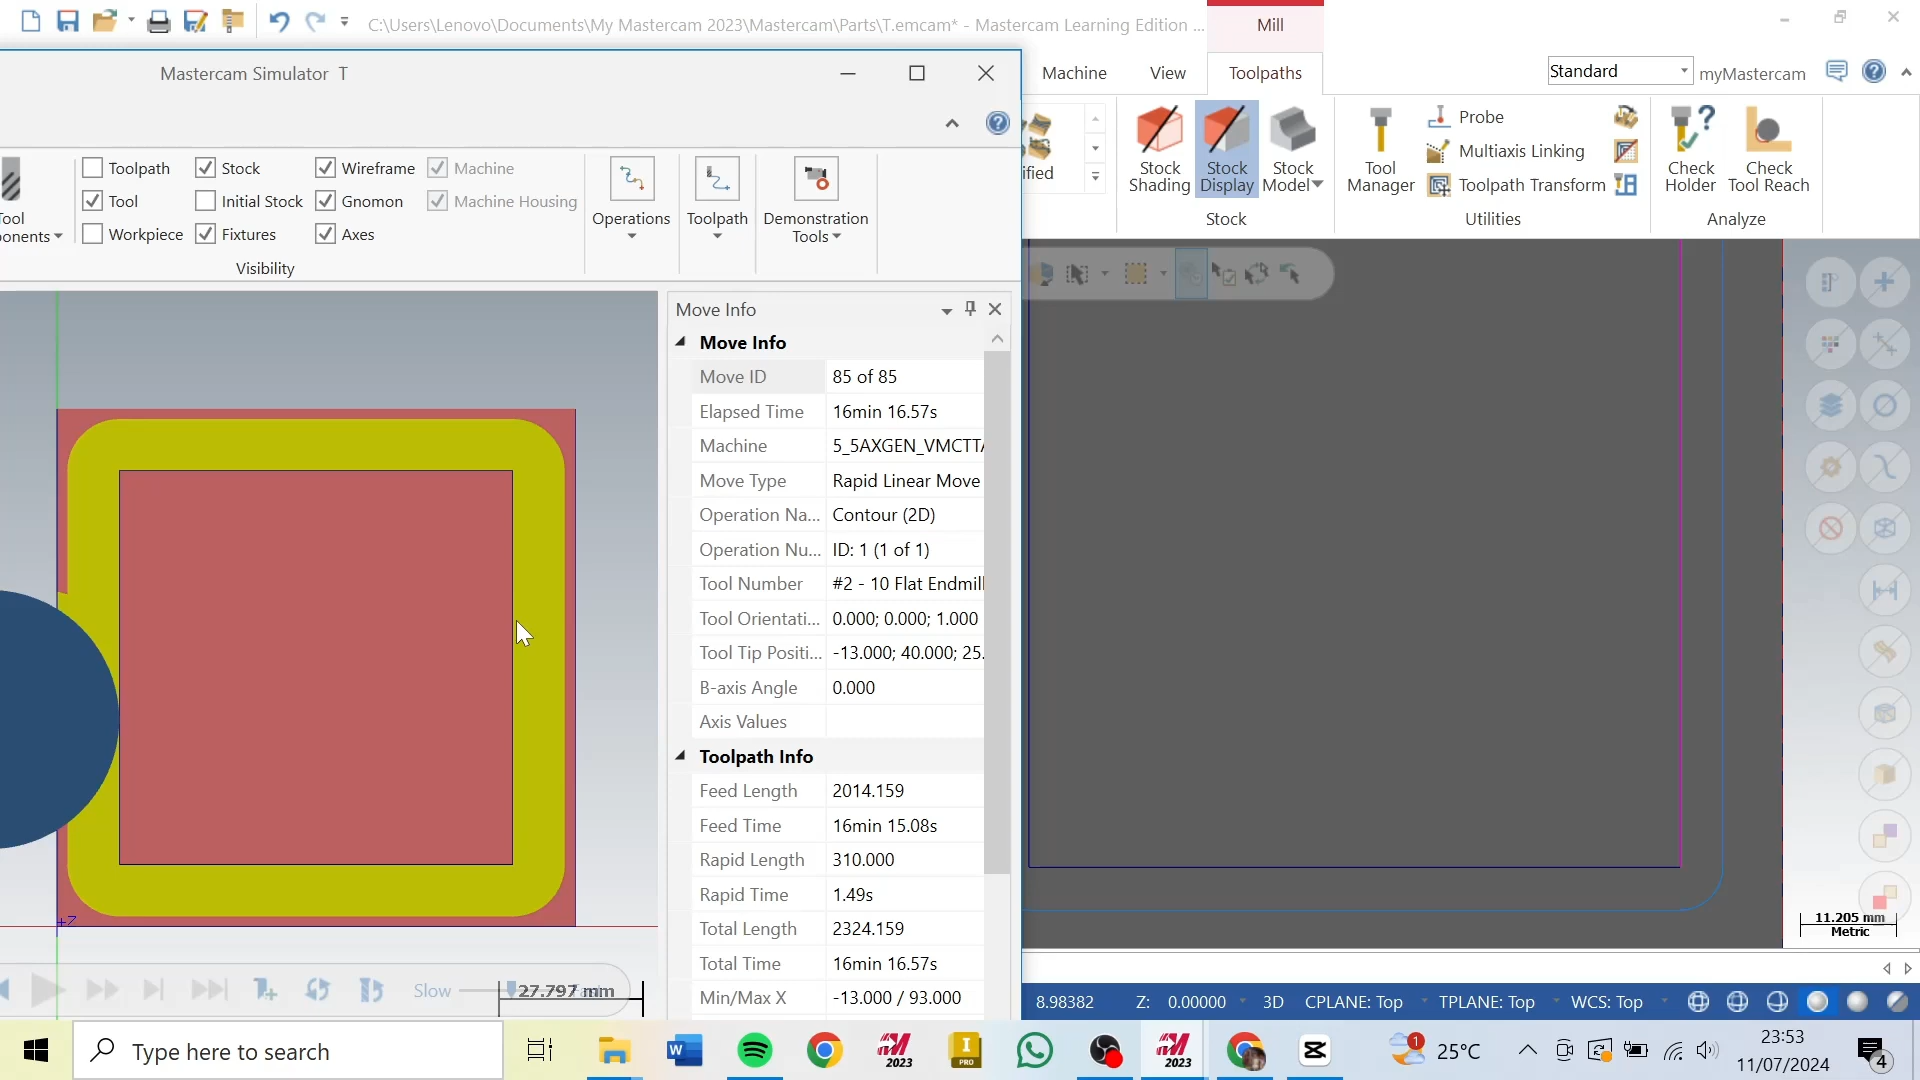 C:\Users\Lenovo\Documents\My Mastercam 2023\Mastercam\Parts\T.emcam* - Mastercam Learning Edition ...
Mill
Mastercam Simulator T
Machine
View
Toolpaths
Standard
myMastercam
Toolpath
Stock
Wireframe
Machine
Tool
Initial Stock
Gnomon
Machine Housing
Workpiece
Fixtures
Axes
Visibility
Operations
Toolpath
Demonstration
Tools
Stock
Shading
Stock
Display
Stock
Model
Stock
Tool
Manager
Probe
Multiaxis Linking
Toolpath Transform
Utilities
Check
Holder
Check
Tool Reach
Analyze
Move Info
Move Info
Move ID 85 of 85
Elapsed Time 16min 16.57s
Machine 5_5AXGEN_VMCTT
Move Type Rapid Linear Move
Operation Na... Contour (2D)
Operation Nu... ID: 1 (1 of 1)
Tool Number #2 - 10 Flat Endmill
Tool Orientati... 0.000; 0.000; 1.000
Tool Tip Positi... -13.000; 40.000; 25.
B-axis Angle 0.000
Axis Values
Toolpath Info
Feed Length 2014.159
Feed Time 16min 15.08s
Rapid Length 310.000
Rapid Time 1.49s
Total Length 2324.159
Total Time 16min 16.57s
Min/Max X -13.000 / 93.000
+Z
Slow
27.797 mm
11.205 mm
Metric
8.98382 Z: 0.00000 3D CPLANE: Top TPLANE: Top WCS: Top
Type here to search
2023
PRO
2023
1
25°C
23:53
11/07/2024
4